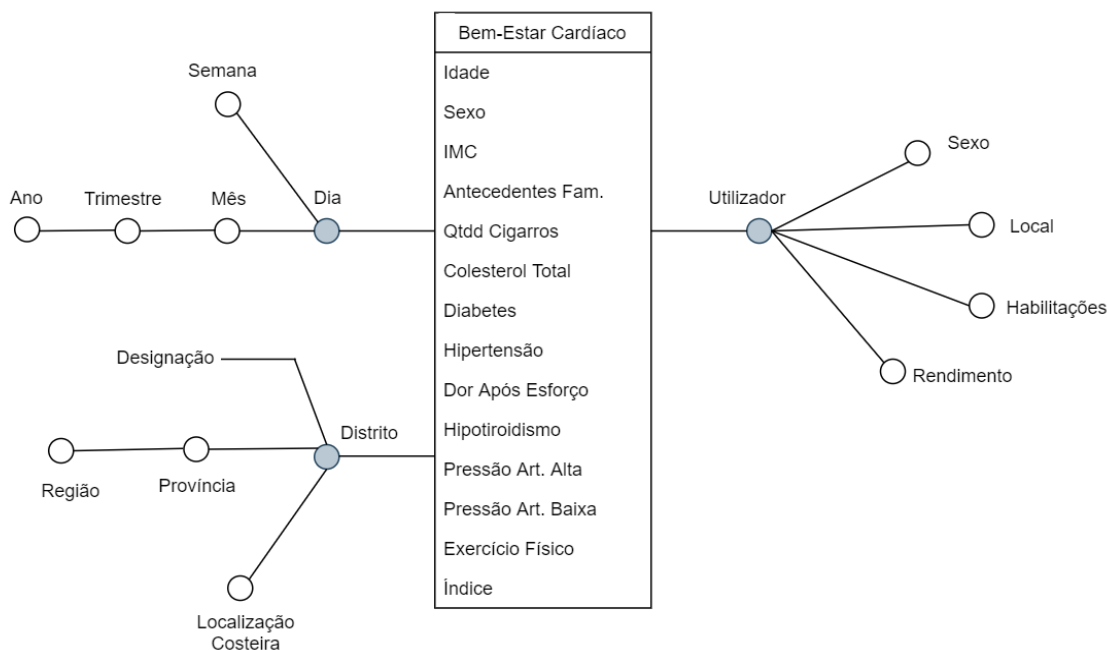 Bem-Estar Cardíaco
Idade
Sexo
IMC
Antecedentes Fam.
Qtdd Cigarros
Colesterol Total
Diabetes
Hipertensão
Dor Após Esforço
Hipotiroidismo
Pressão Art. Alta
Pressão Art. Baixa
Exercício Físico
Índice
Semana
Ano
Trimestre
Mês
Dia
Designação
Distrito
Região
Província
Localização
Costeira
Utilizador
Sexo
Local
Habilitações
Rendimento